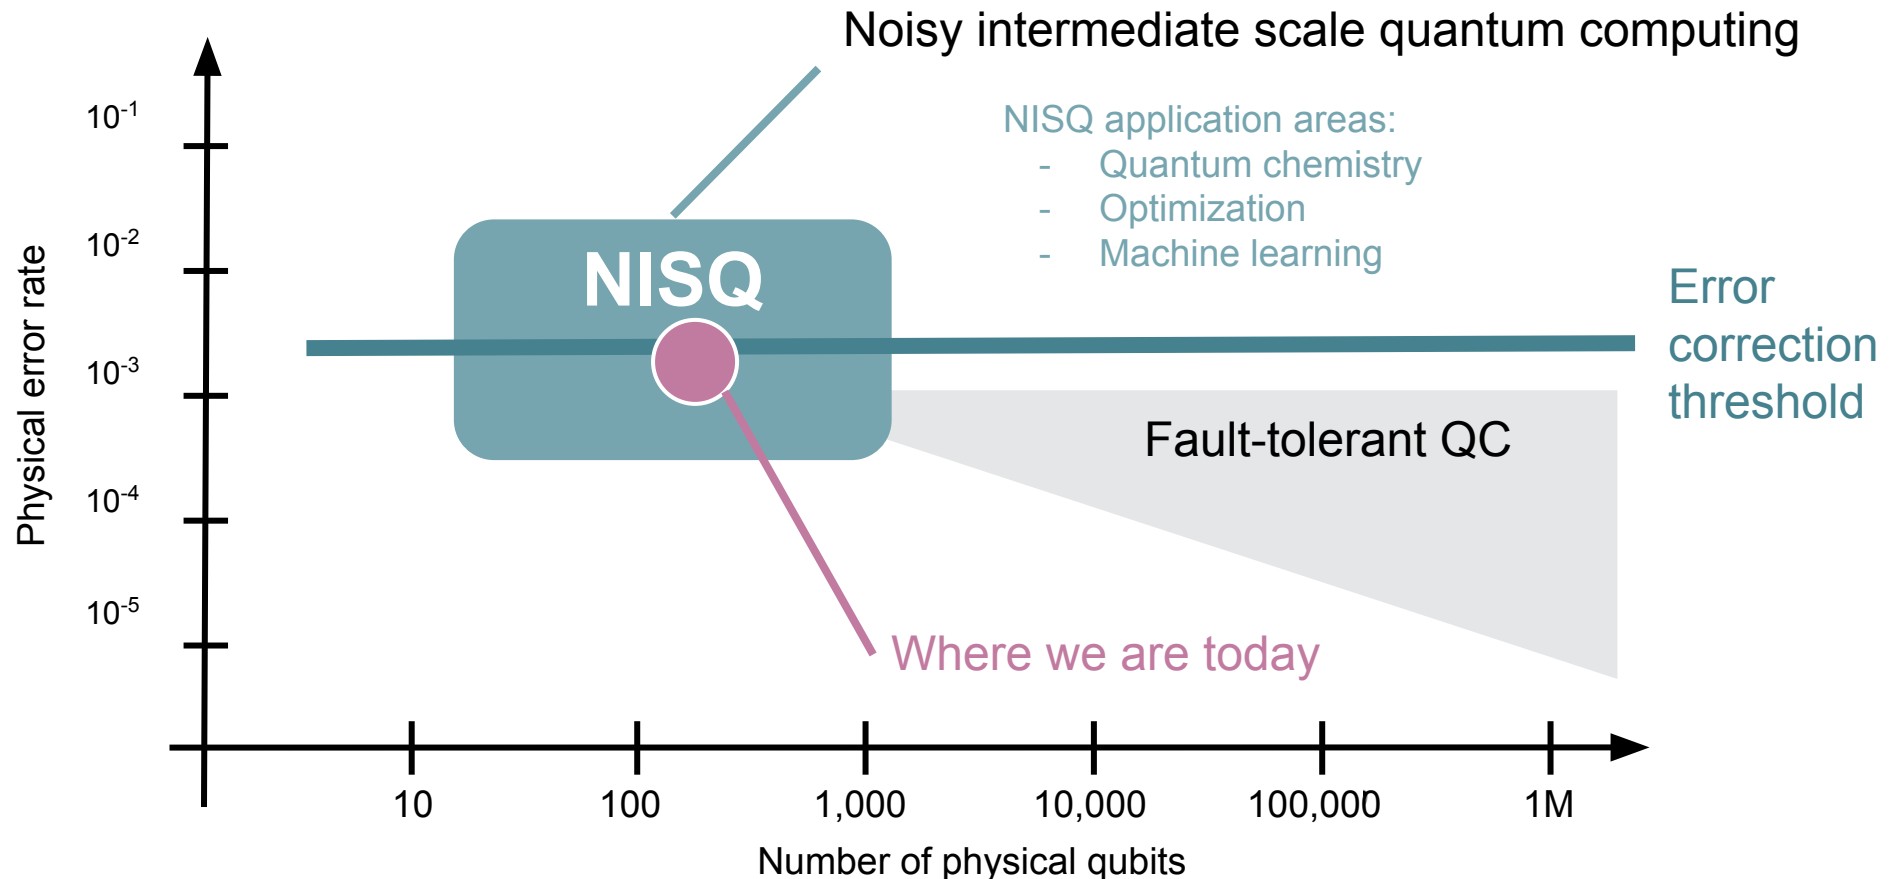 Noisy intermediate scale quantum computing
NISQ application areas:
- Quantum chemistry
- Optimization
- Machine learning
NISQ
Error
correction
threshold
Fault-tolerant QC
Where we are today
Physical error rate
10⁻¹
10⁻²
10⁻³
10⁻⁴
10⁻⁵
10 100 1,000 10,000 100,000 1M
Number of physical qubits